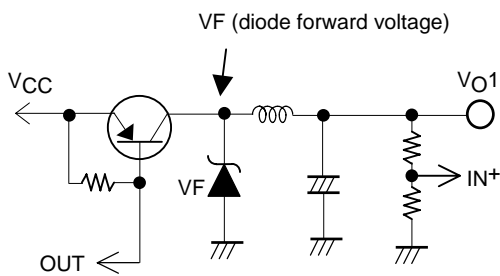 VF (diode forward voltage)
VCC
VO1
VF
IN+
OUT